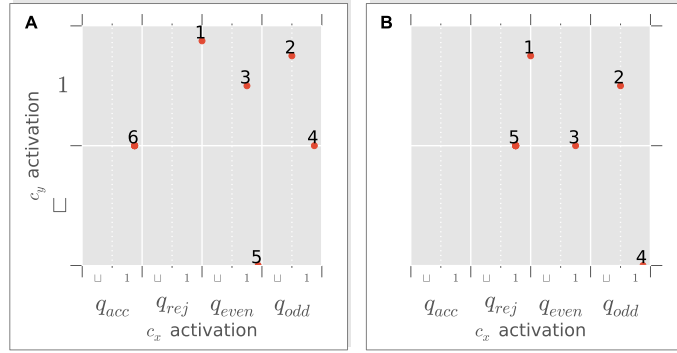 A
1
2
3
4
5
6
1
⊔
c_y activation
⊔ 1 ⊔ 1 ⊔ 1 ⊔ 1
q_acc q_rej q_even q_odd
c_x activation
B
1
2
3
4
5
⊔ 1 ⊔ 1 ⊔ 1 ⊔ 1
q_acc q_rej q_even q_odd
c_x activation